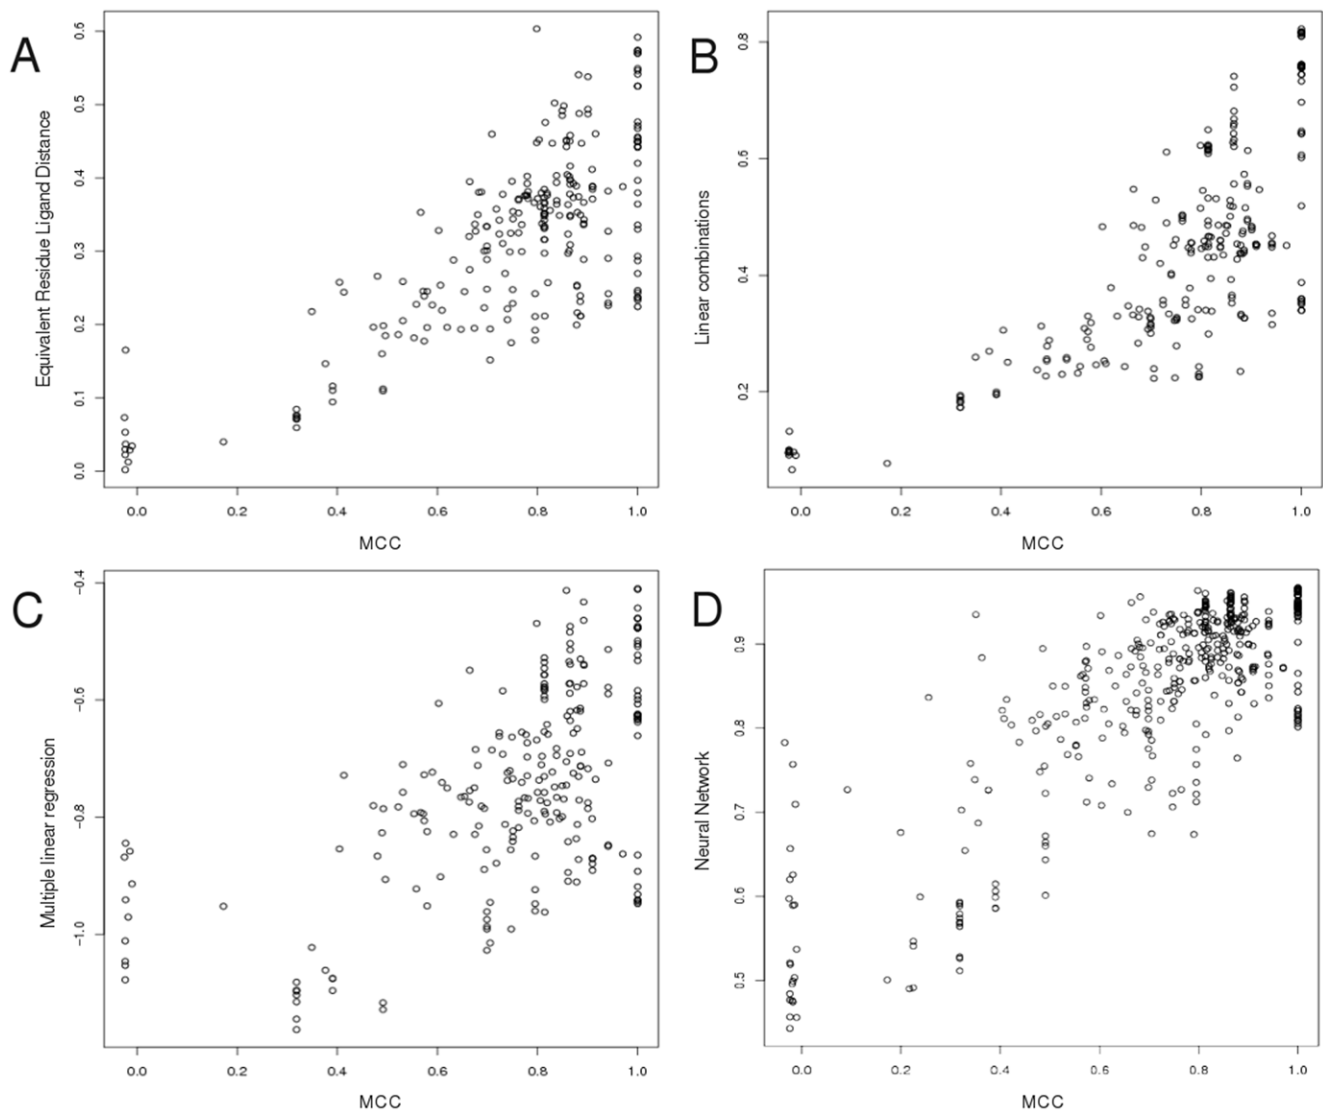 A
Equivalent Residue Ligand Distance
0.6
0.5
0.4
0.3
0.2
0.1
0.0
0.0 0.2 0.4 0.6 0.8 1.0
MCC
B
Linear combinations
0.8
0.6
0.4
0.2
0.0 0.2 0.4 0.6 0.8 1.0
MCC
C
Multiple linear regression
−0.4
−0.6
−0.8
−1.0
0.0 0.2 0.4 0.6 0.8 1.0
MCC
D
Neural Network
0.9
0.8
0.7
0.6
0.5
0.0 0.2 0.4 0.6 0.8 1.0
MCC